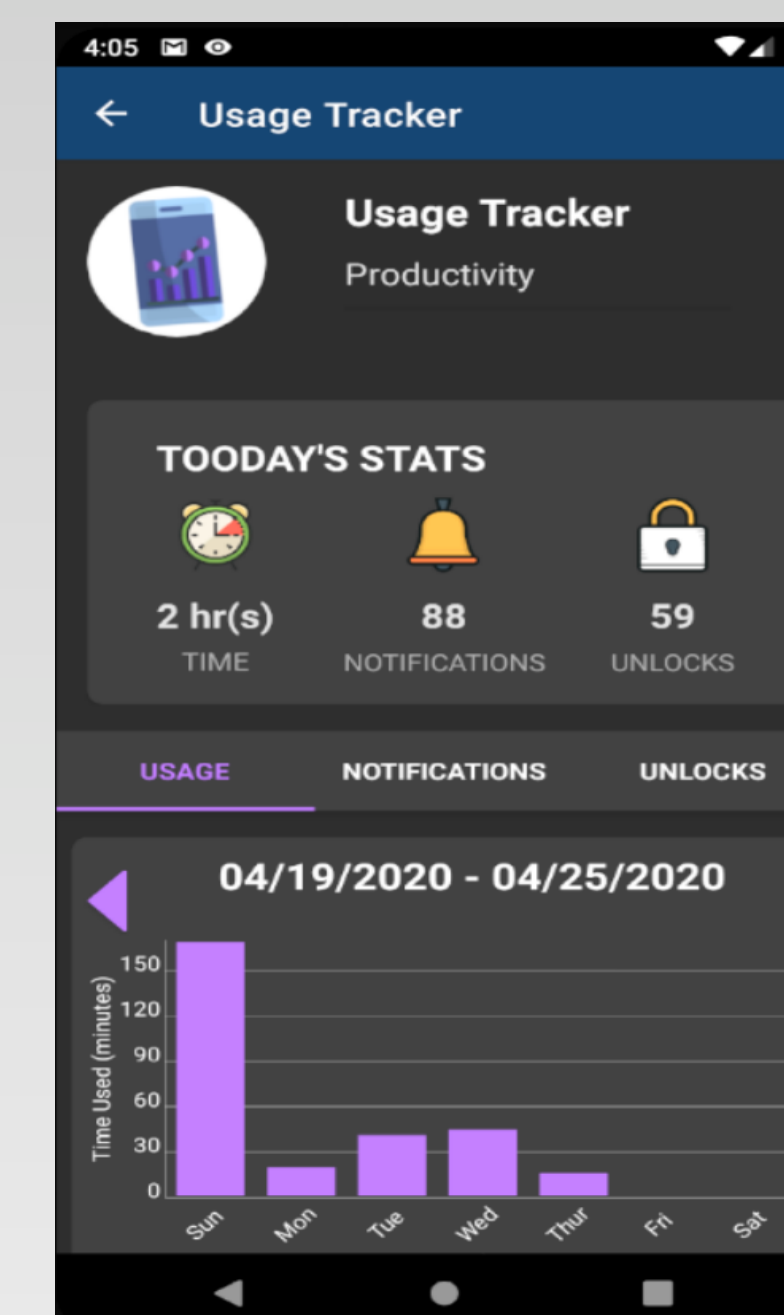 4:05
Usage Tracker
Usage Tracker
Productivity
TOODAY'S STATS
2 hr(s) 88 59
TIME NOTIFICATIONS UNLOCKS
USAGE NOTIFICATIONS UNLOCKS
04/19/2020 - 04/25/2020
Time Used (minutes)
150
120
90
60
30
0
Sun Mon Tue Wed Thur Fri Sat